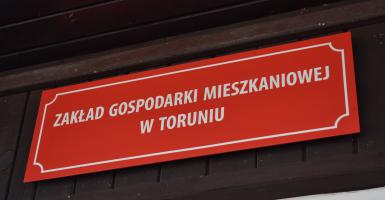 ZAKŁAD GOSPODARKI MIESZKANIOWEJ
W TORUNIU